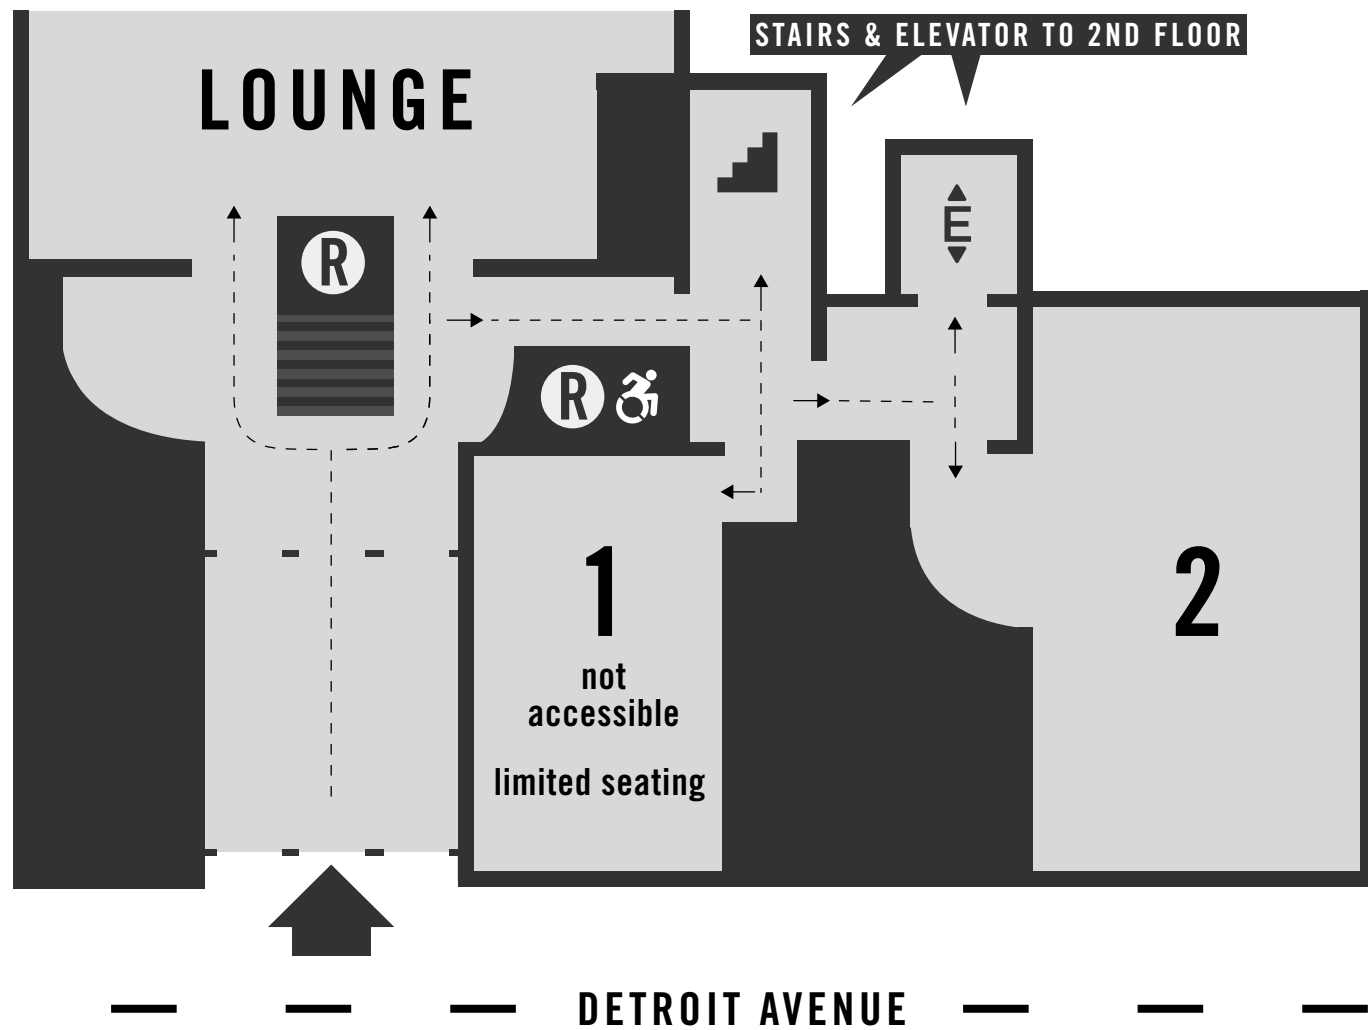 STAIRS & ELEVATOR TO 2ND FLOOR
LOUNGE
E
R
R
1
not
accessible
limited seating
2
DETROIT AVENUE